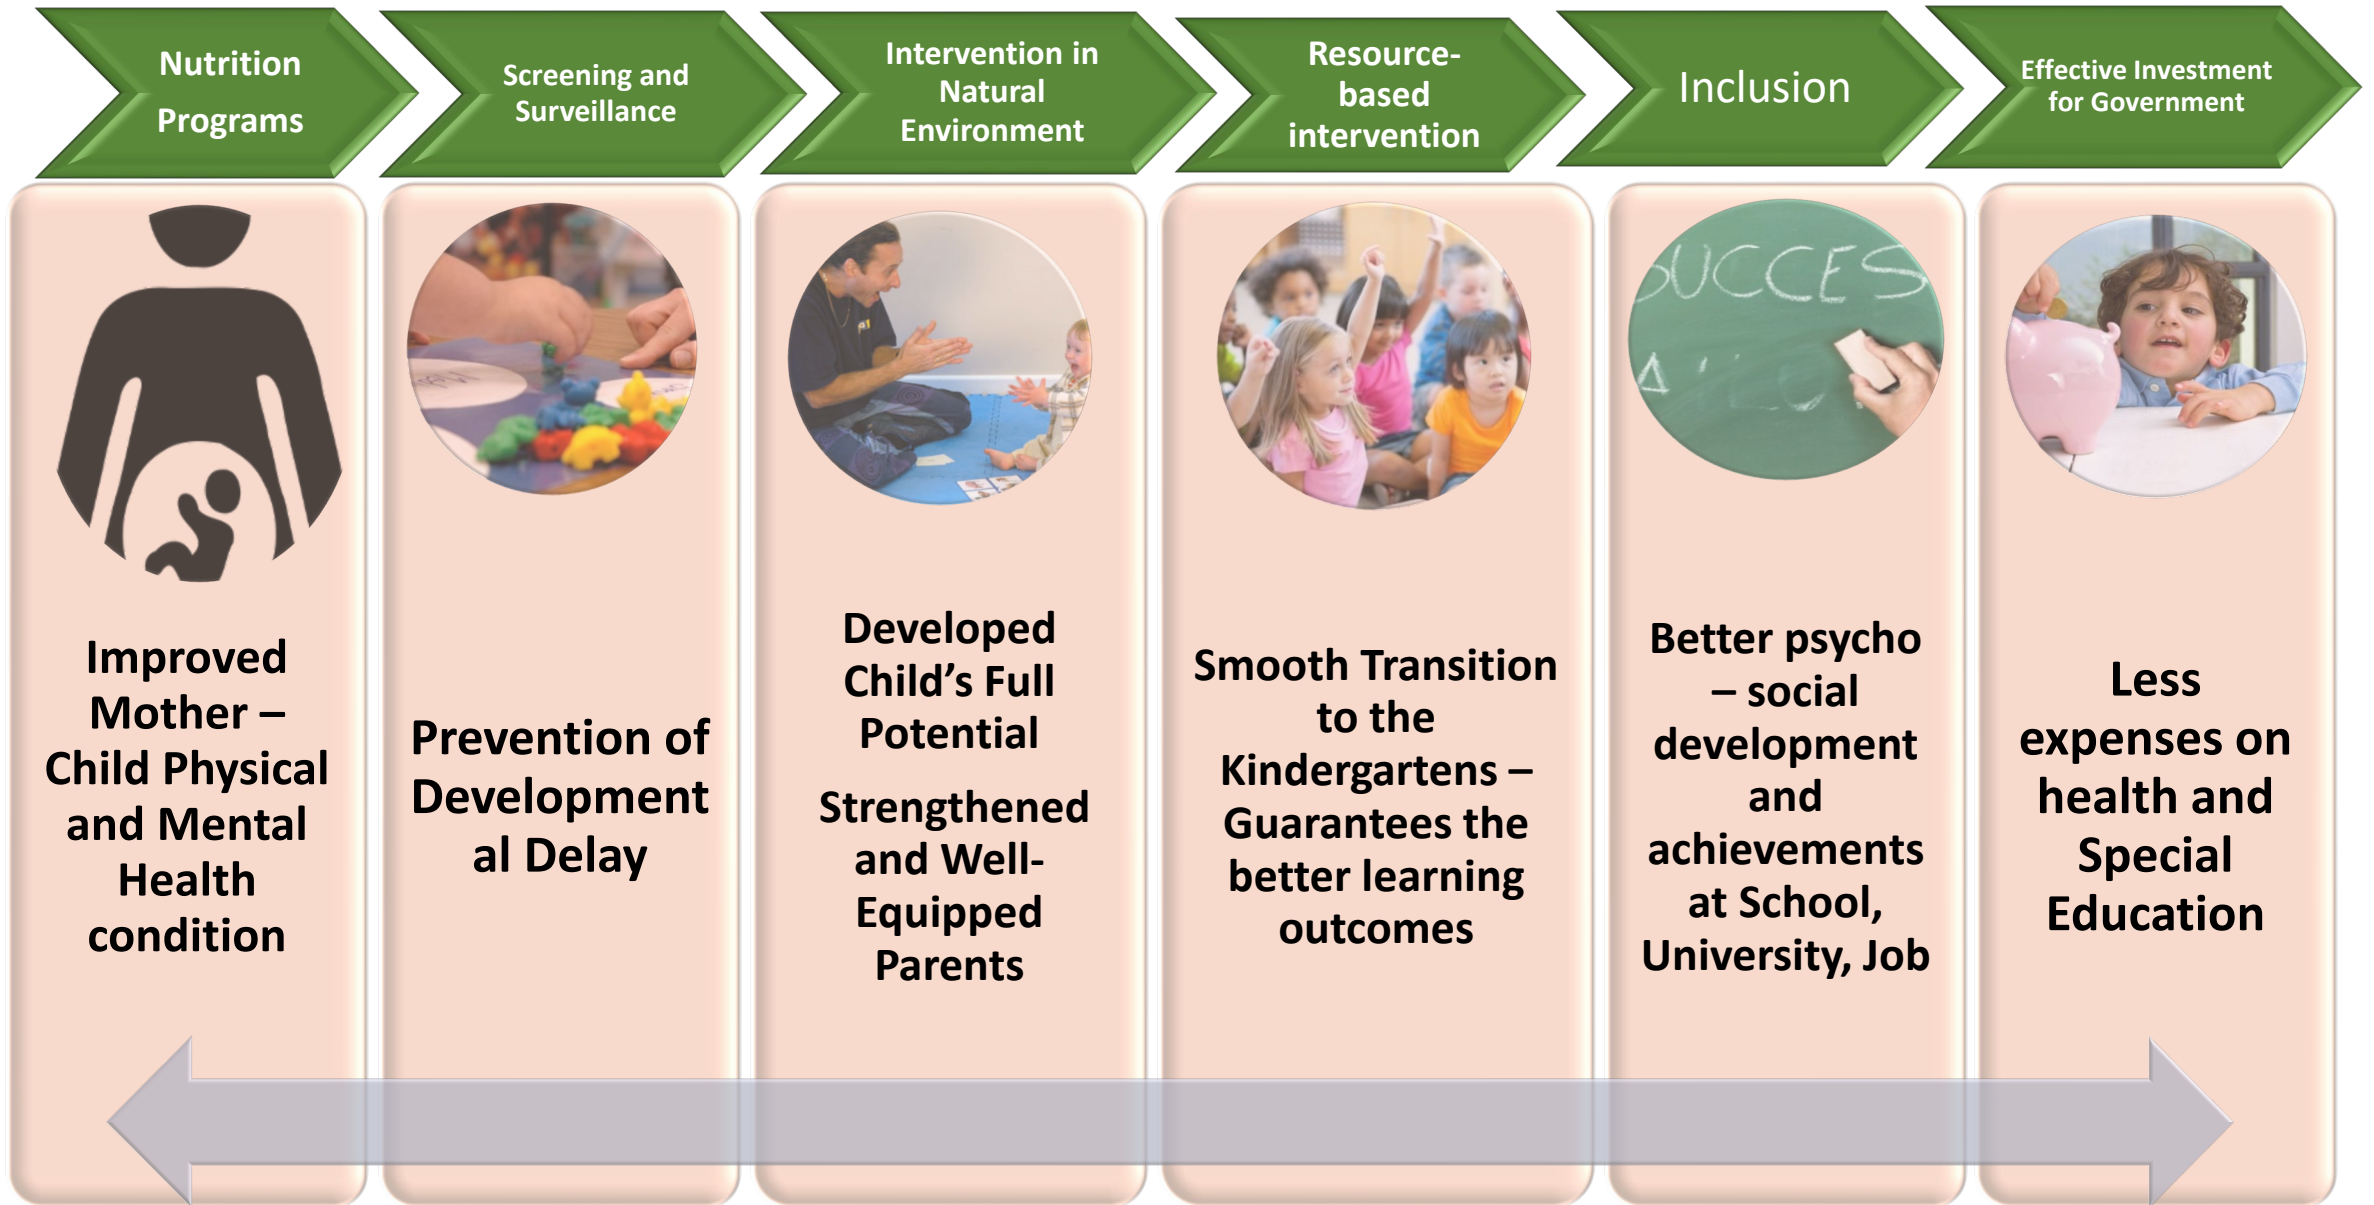 Nutrition
Programs
Screening and
Surveillance
Intervention in
Natural
Environment
Resource-
based
intervention
Inclusion
Effective Investment
for Government
Improved
Mother –
Child Physical
and Mental
Health
condition
Prevention of
Development
al Delay
Developed
Child’s Full
Potential
Strengthened
and Well-
Equipped
Parents
SUCCES
Smooth Transition
to the
Kindergartens –
Guarantees the
better learning
outcomes
Better psycho
– social
development
and
achievements
at School,
University, Job
Less
expenses on
health and
Special
Education